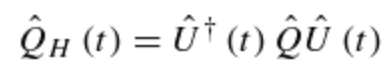 Q̂_H (t) = Û† (t) Q̂Û (t)